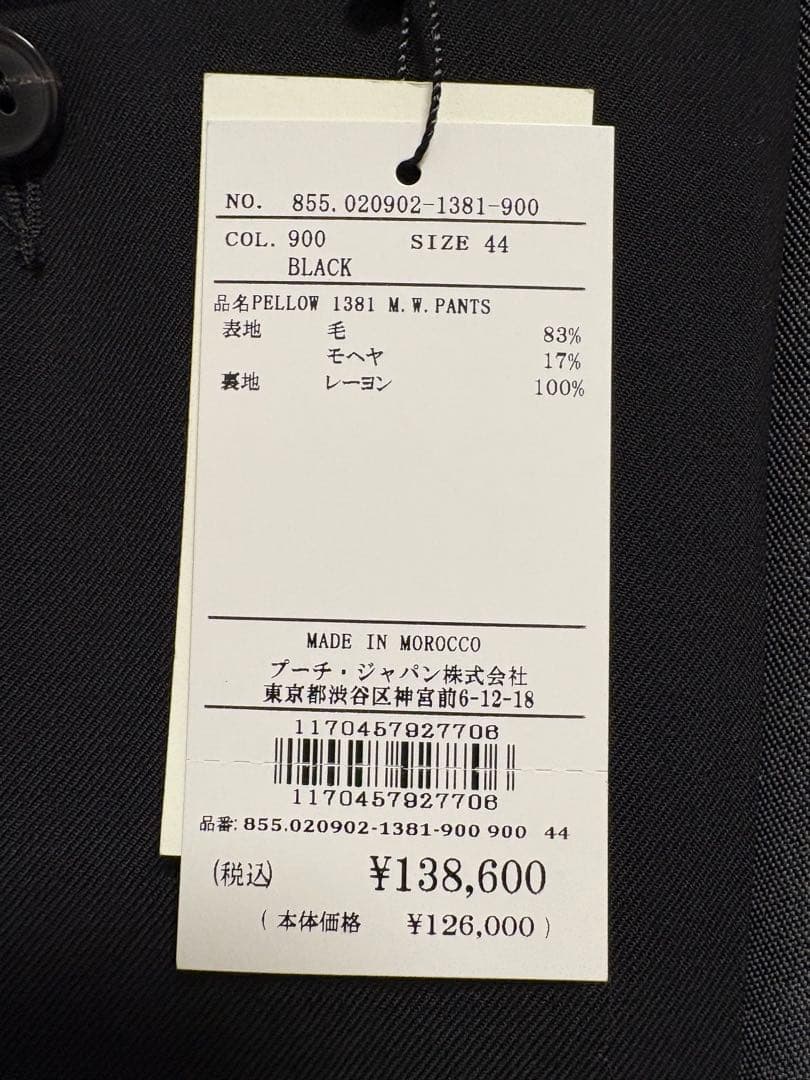 NO. 855.020902-1381-900
COL. 900 SIZE 44
BLACK
品名PELLOW 1381 M.W.PANTS
表地 毛 83%
モヘヤ 17%
裏地 レーヨン 100%
MADE IN MOROCCO
プーチ・ジャパン株式会社
東京都渋谷区神宮前6-12-18
1170457927706
1170457927706
品番:855.020902-1381-900 900 44
(税込) ¥138,600
( 本体価格 ¥126,000 )